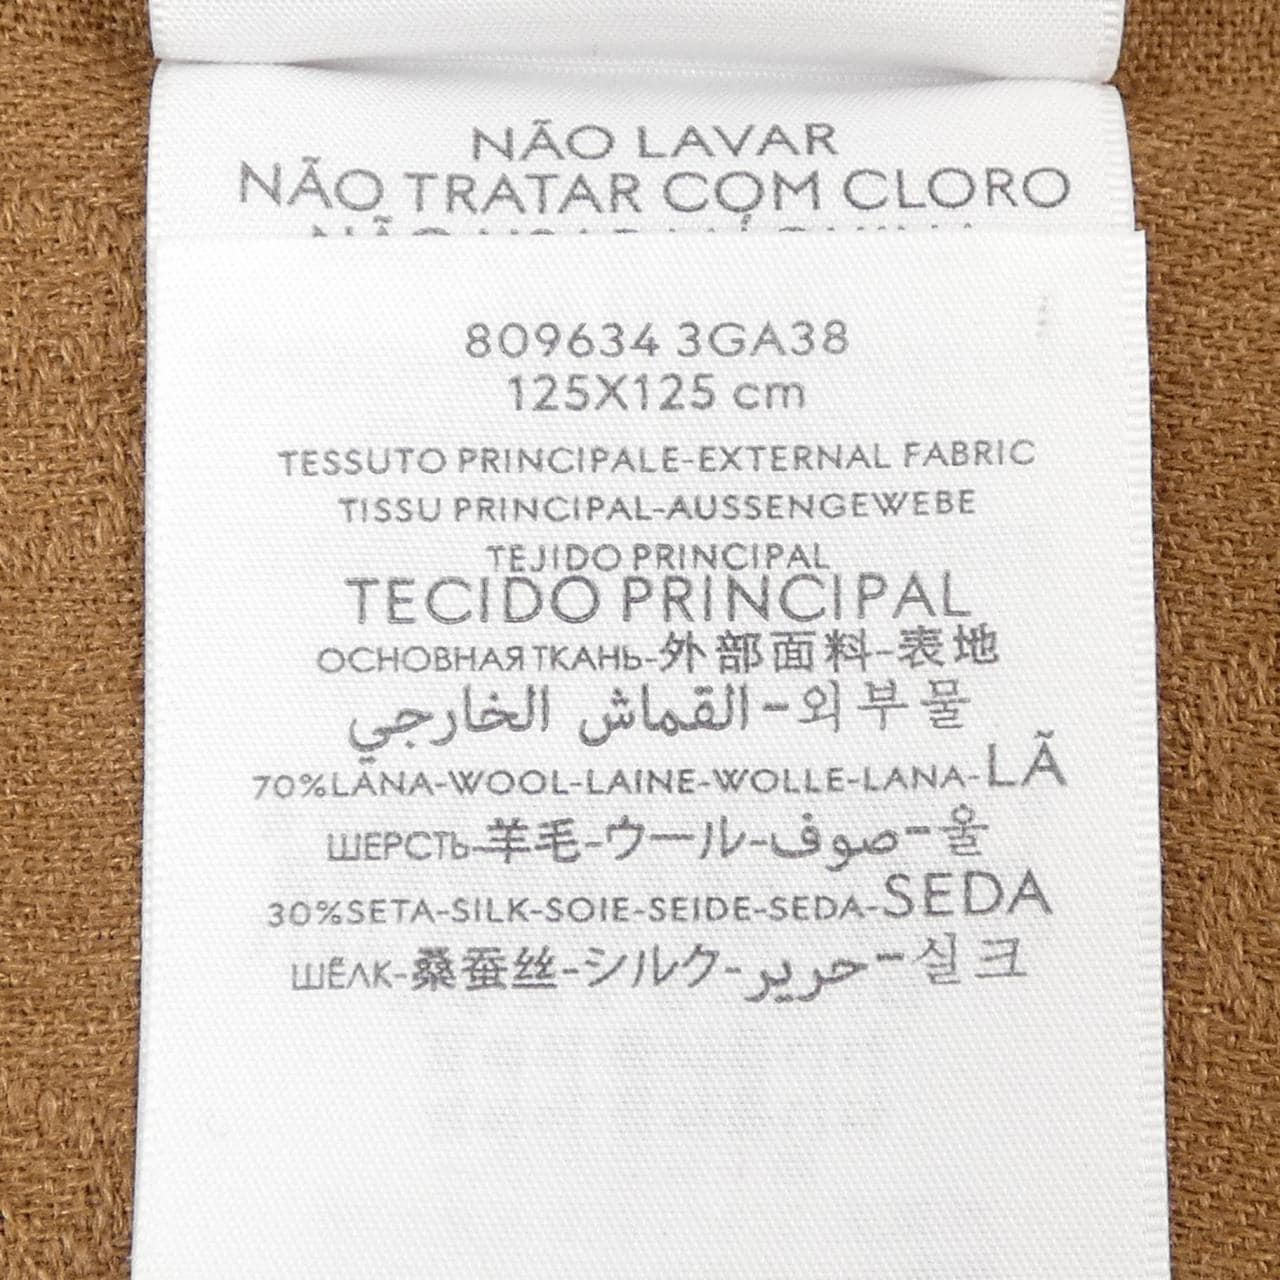 NÃO LAVAR
NÃO TRATAR COM CLORO
809634 3GA38
125X125 cm
TESSUTO PRINCIPALE-EXTERNAL FABRIC
TISSU PRINCIPAL-AUSSENGEWEBE
TEJIDO PRINCIPAL
TECIDO PRINCIPAL
ОСНОВНАЯ ТКАНЬ-外部面料-表地
القماش الخارجي-외부물
70%LANA-WOOL-LAINE-WOLLE-LANA-LÃ
ШЕРСТЬ-羊毛-ウール-صوف-울
30%SETA-SILK-SOIE-SEIDE-SEDA-SEDA
ШЁЛК-桑蚕丝-シルク-حرير-실크